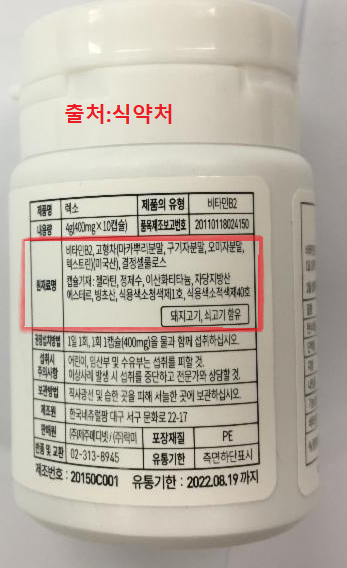 출처:식약처
제품명 렉소 제품의 유형 비타민B2
내용량 4g(400mg×10캡슐) 품목제조보고번호 20110118024150
원재료명 비타민B2, 고형차{마카뿌리분말, 구기자분말, 오미자분말,
덱스트린}(미국산), 결정셀룰로스
캡슐기재: 젤라틴, 정제수, 이산화티타늄, 자당지방산
에스테르, 빙초산, 식용색소청색제1호, 식용색소적색제40호
돼지고기, 쇠고기 함유
권장섭취방법 1일 1회, 1회 1캡슐(400mg)을 물과 함께 섭취하십시오.
섭취시 주의사항 어린이, 임산부 및 수유부는 섭취를 피할 것.
이상사례 발생 시 섭취를 중단하고 전문가와 상담할 것.
보관방법 직사광선 및 습한 곳을 피해 서늘한 곳에 보관하십시오.
제조원 한국네츄럴팜 대구 서구 문화로 22-17
판매원 (주)제주메디벳/(주)럭미 포장재질 PE
반품 및 교환 02-313-8945 유통기한 측면하단표시
제조번호 : 20150C001 유통기한 : 2022.08.19 까지